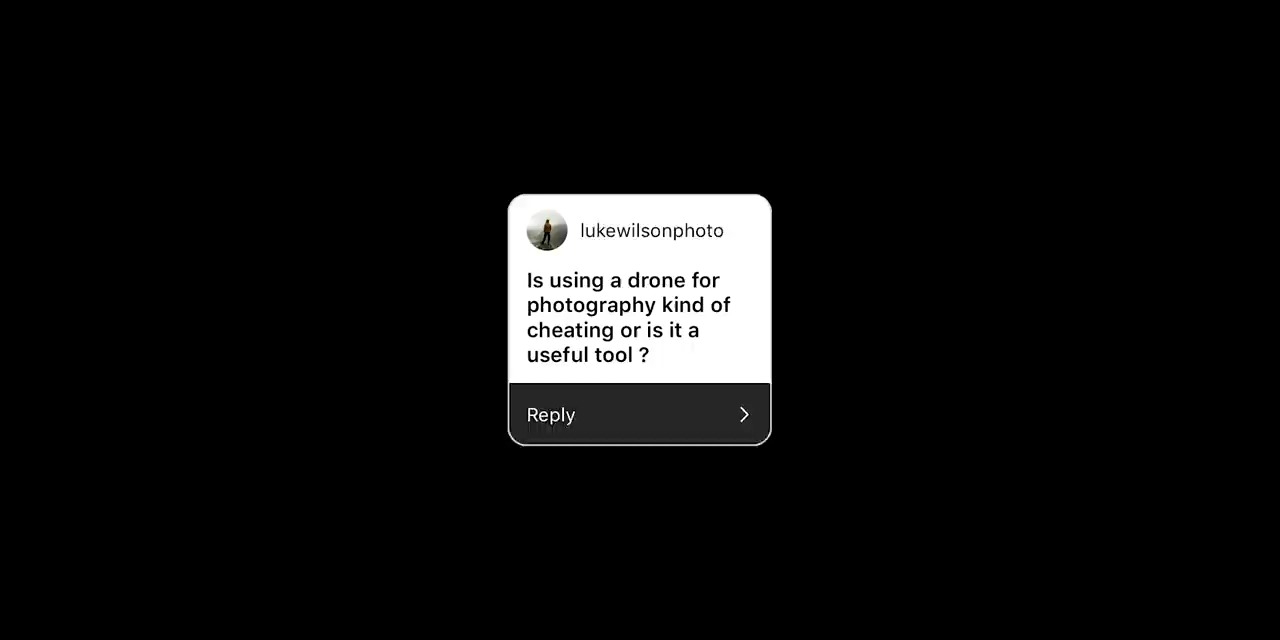 lukewilsonphoto
Is using a drone for
photography kind of
cheating or is it a
useful tool ?
Reply